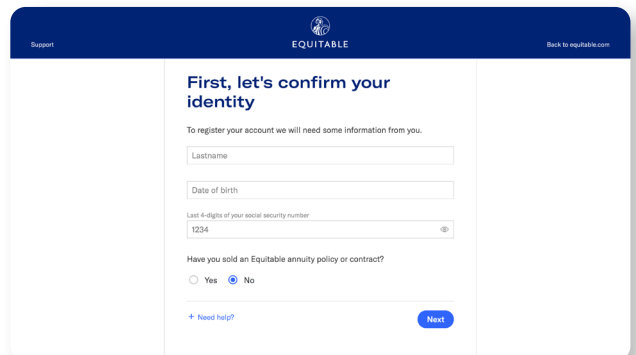 Support
EQUITABLE
Back to equitable.com
First, let's confirm your
identity
To register your account we will need some information from you.
Lastname
Date of birth
Last 4-digits of your social security number
1234
Have you sold an Equitable annuity policy or contract?
Yes No
+ Need help?
Next